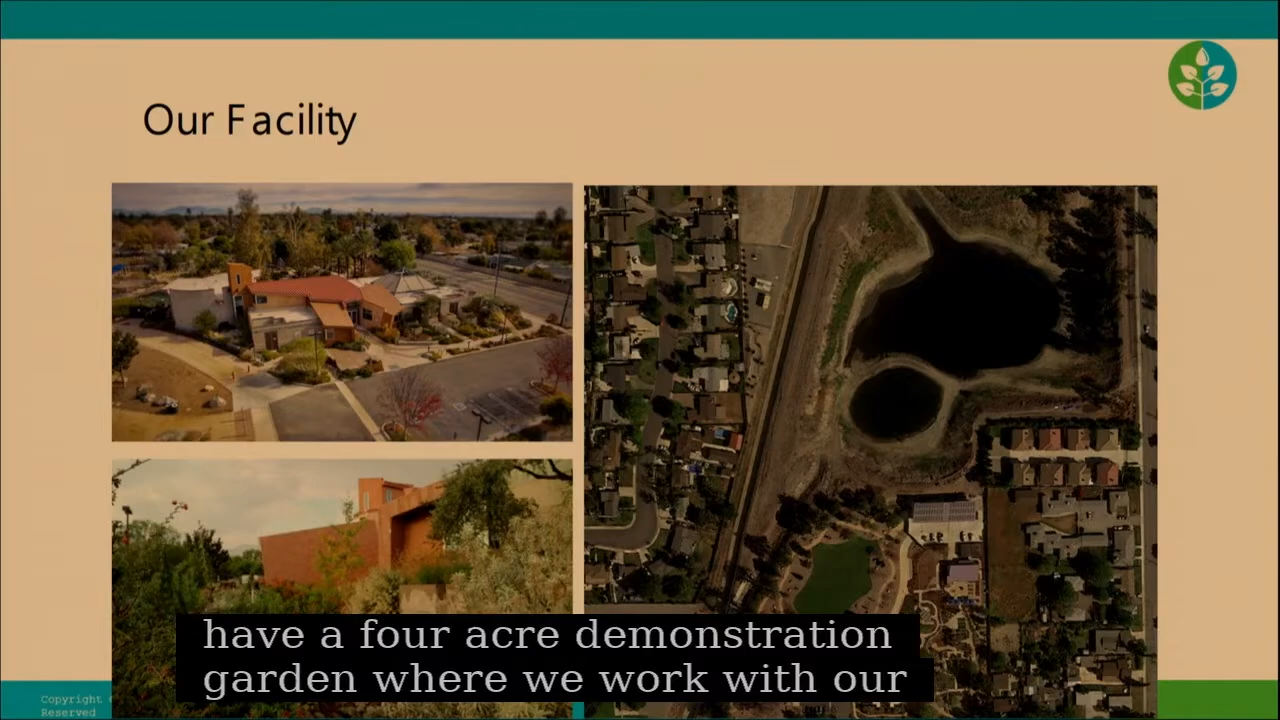 Our Facility
have a four acre demonstration
garden where we work with our
Copyright
Reserved